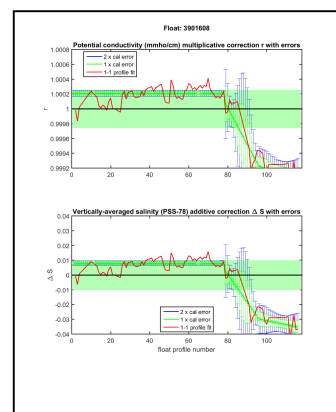 Float: 3901608
Potential conductivity (mmho/cm) multiplicative correction r with errors
1.0008
1.0006
1.0004
1.0002
1
0.9998
0.9996
0.9994
0.9992
r
2 x cal error
1 x cal error
1-1 profile fit
0 20 40 60 80 100
Vertically-averaged salinity (PSS-78) additive correction Δ S with errors
0.04
0.03
0.02
0.01
0
-0.01
-0.02
-0.03
-0.04
Δ S
2 x cal error
1 x cal error
1-1 profile fit
0 20 40 60 80 100
float profile number